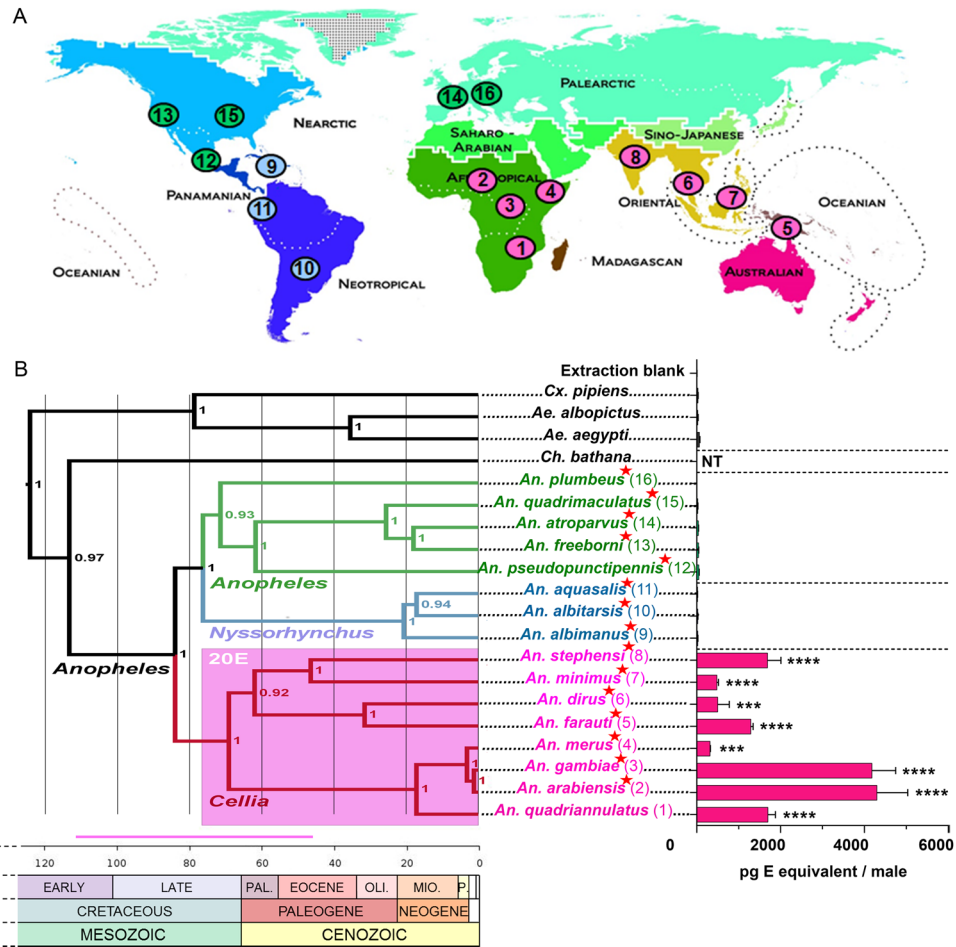 A
PALEARCTIC
14
16
13
15
NEARCTIC
SAHARO -
ARABIAN
SINO-JAPANESE
12
9
8
PANAMANIAN
AFROTROPICAL
2
4
6
7
11
3
ORIENTAL
OCEANIAN
5
1
OCEANIAN
10
NEOTROPICAL
MADAGASCAN
AUSTRALIAN
B
Extraction blank
Cx. pipiens
1
Ae. albopictus
1
Ae. aegypti
Ch. bathana
NT
1
An. plumbeus (16)
0.93
An. quadrimaculatus (15)
1
An. atroparvus (14)
1
1
An. freeborni (13)
0.97
1
An. pseudopunctipennis (12)
Anopheles
An. aquasalis (11)
0.94
An. albitarsis (10)
1
Nyssorhynchus
An. albimanus (9)
1
20E
An. stephensi (8)
****
Anopheles
1
An. minimus (7)
****
0.92
An. dirus (6)
***
1
An. farauti (5)
****
1
An. merus (4)
***
1
An. gambiae (3)
****
1
An. arabiensis (2)
****
1
Cellia
An. quadriannulatus (1)
****
0 2000 4000 6000
pg E equivalent / male
120 100 80 60 40 20 0
EARLY LATE PAL. EOCENE OLI. MIO. P.
CRETACEOUS PALEOGENE NEOGENE
MESOZOIC CENOZOIC